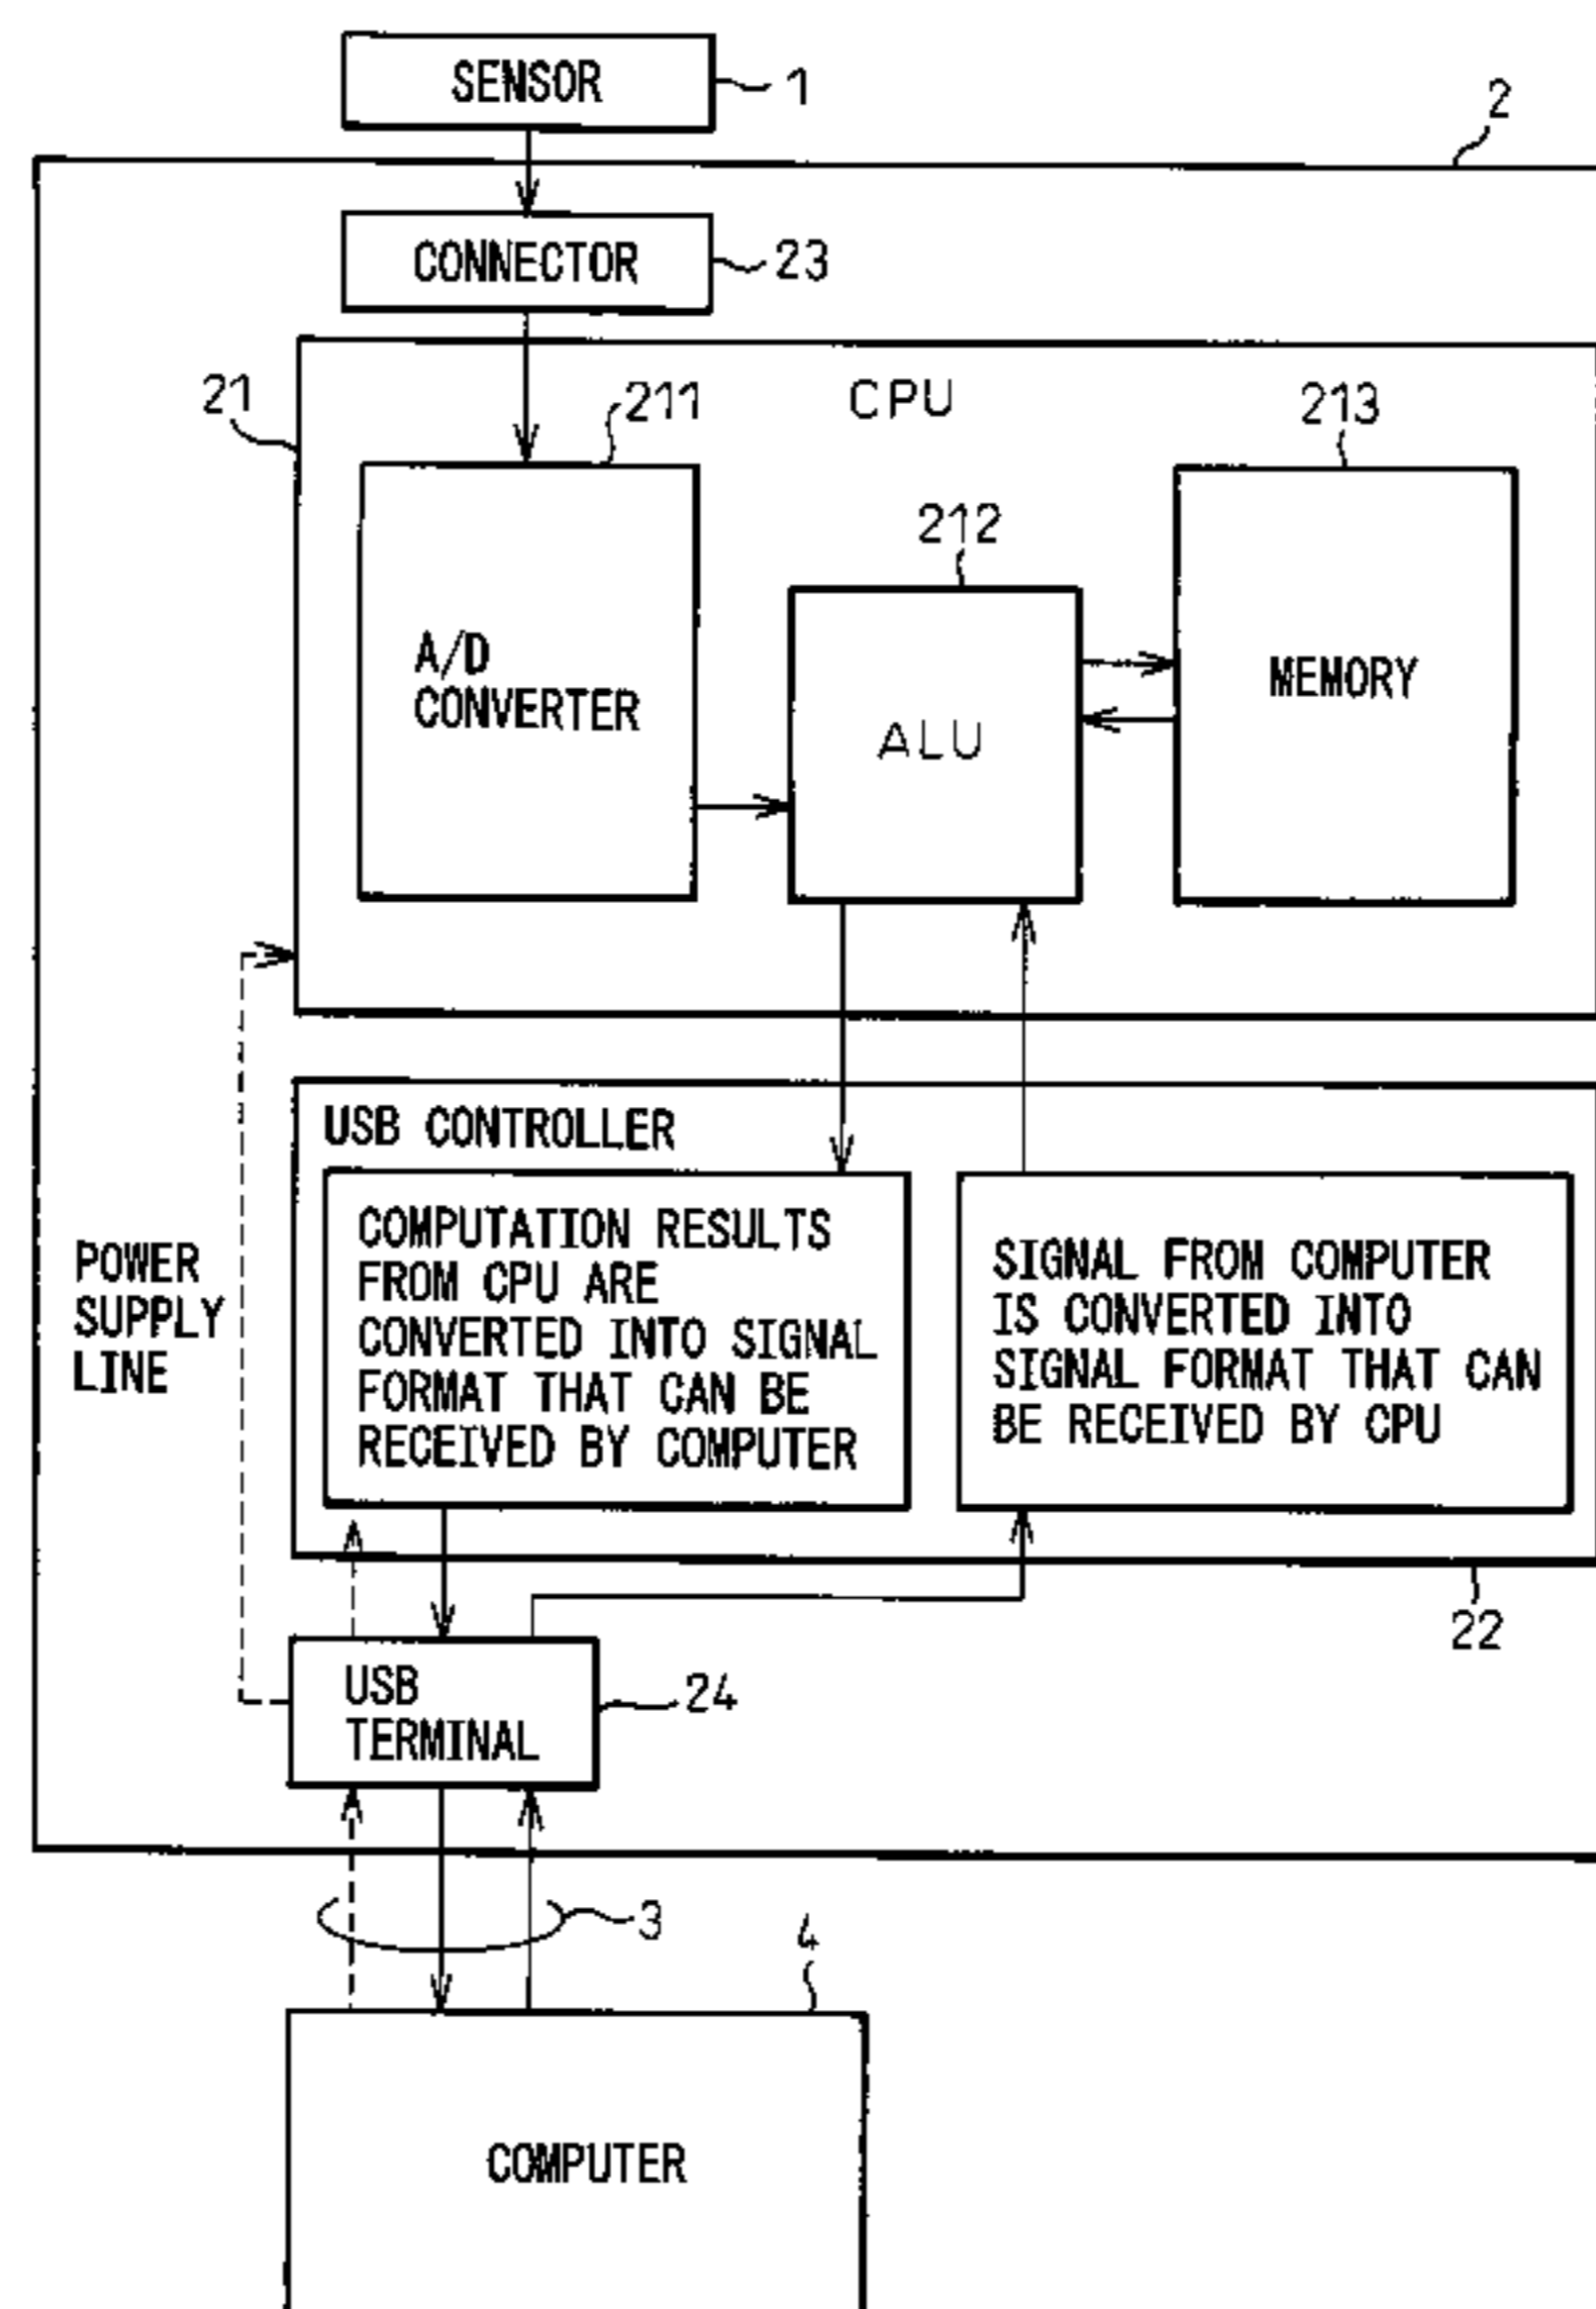 SENSOR
1
2
CONNECTOR
23
21
211
CPU
213
212
A/D
CONVERTER
ALU
MEMORY
USB CONTROLLER
COMPUTATION RESULTS
FROM CPU ARE
CONVERTED INTO SIGNAL
FORMAT THAT CAN BE
RECEIVED BY COMPUTER
SIGNAL FROM COMPUTER
IS CONVERTED INTO
SIGNAL FORMAT THAT CAN
BE RECEIVED BY CPU
POWER
SUPPLY
LINE
22
USB
TERMINAL
24
3
4
COMPUTER